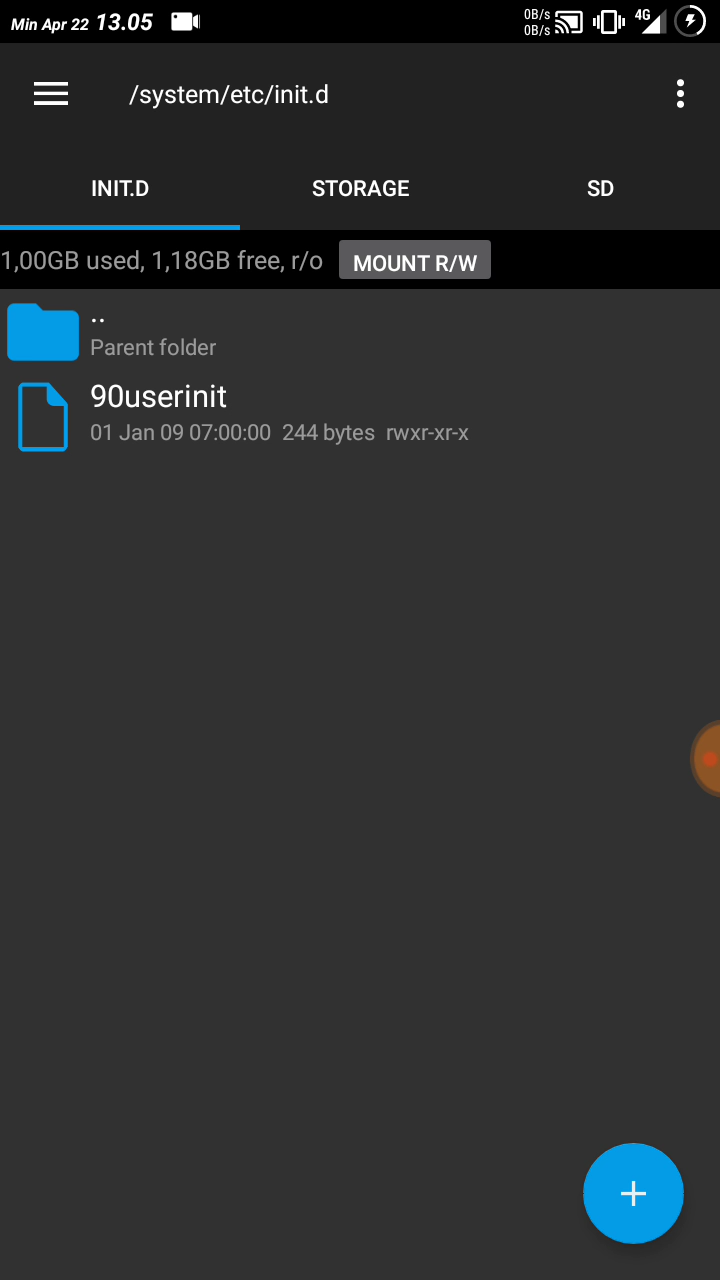 Min Apr 22 13.05
0B/s
0B/s
4G
/system/etc/init.d
INIT.D STORAGE SD
1,00GB used, 1,18GB free, r/o MOUNT R/W
..
Parent folder
90userinit
01 Jan 09 07:00:00 244 bytes rwxr-xr-x
+